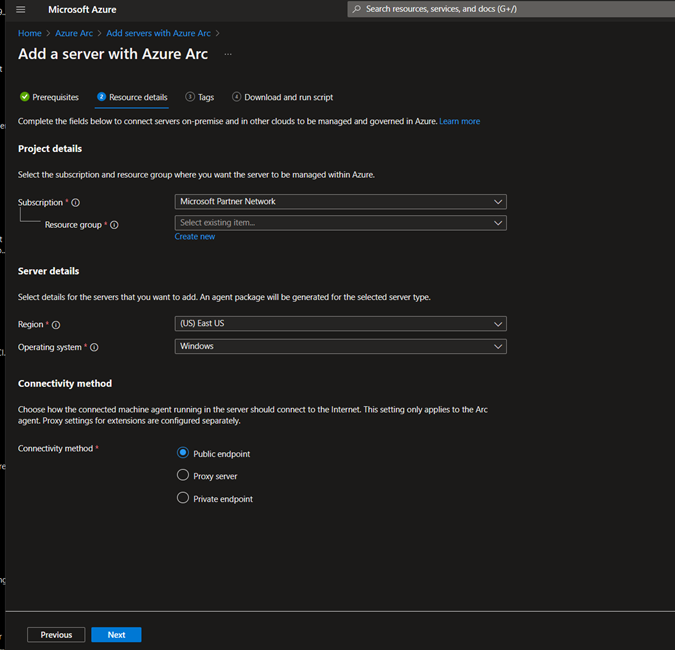 Microsoft Azure
Search resources, services, and docs (G+/)
Home > Azure Arc > Add servers with Azure Arc >
Add a server with Azure Arc ...
Prerequisites 2 Resource details 3 Tags 4 Download and run script
Complete the fields below to connect servers on-premise and in other clouds to be managed and governed in Azure. Learn more
Project details
Select the subscription and resource group where you want the server to be managed within Azure.
Subscription * Microsoft Partner Network
Resource group * Select existing item...
Create new
Server details
Select details for the servers that you want to add. An agent package will be generated for the selected server type.
Region * (US) East US
Operating system * Windows
Connectivity method
Choose how the connected machine agent running in the server should connect to the Internet. This setting only applies to the Arc
agent. Proxy settings for extensions are configured separately.
Connectivity method * Public endpoint
Proxy server
Private endpoint
Previous Next